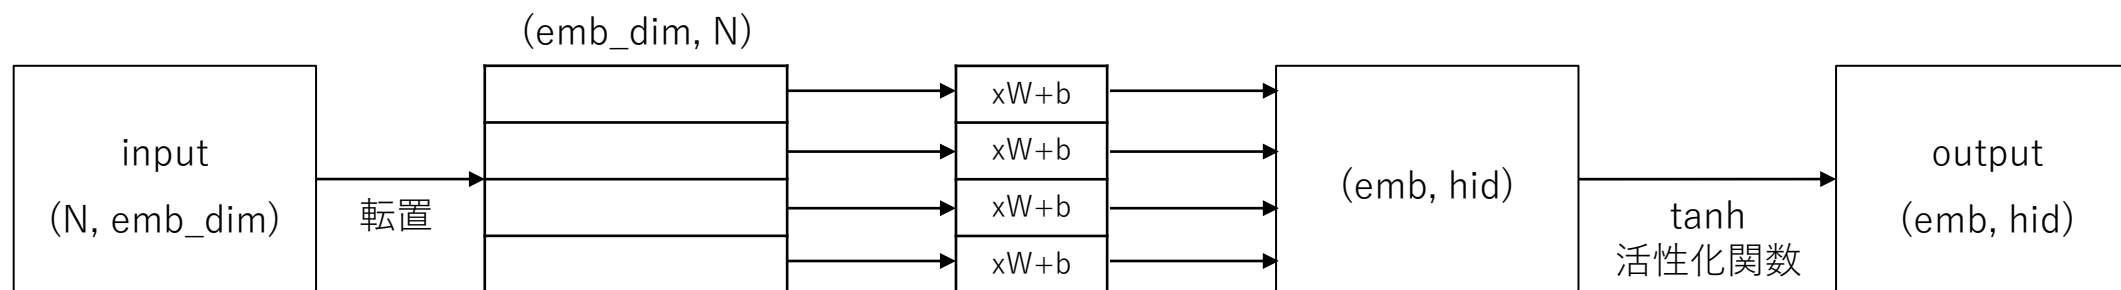 (emb_dim, N)
input
(N, emb_dim)
転置
xW+b
xW+b
xW+b
xW+b
(emb, hid)
tanh
活性化関数
output
(emb, hid)